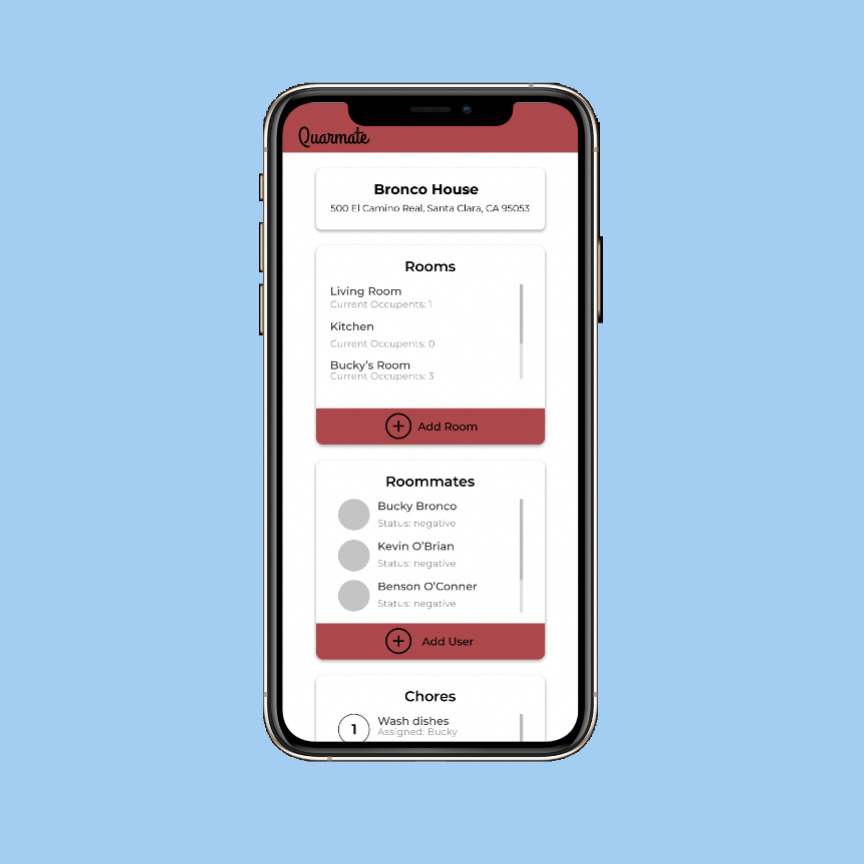 Quarmate
Bronco House
500 El Camino Real, Santa Clara, CA 95053
Rooms
Living Room
Current Occupents: 1
Kitchen
Current Occupents: 0
Bucky's Room
Current Occupents: 3
Add Room
Roommates
Bucky Bronco
Status: negative
Kevin O'Brian
Status: negative
Benson O'Conner
Status: negative
Add User
Chores
1 Wash dishes
Assigned: Bucky